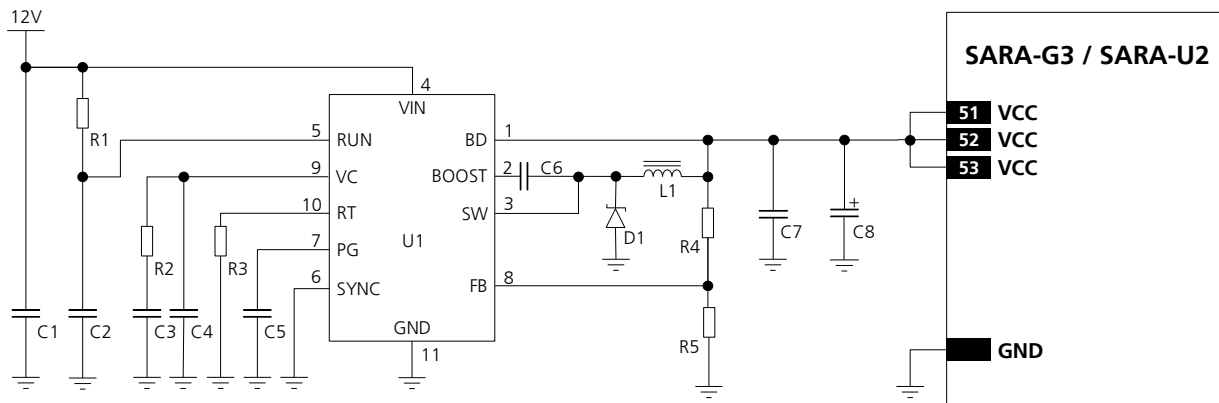 12V
SARA-G3 / SARA-U2
4
VIN
51 VCC
R1
5 RUN
BD 1
52 VCC
53 VCC
9 VC
BOOST 2 C6
L1
10 RT
SW 3
U1
R2
R3
7 PG
D1
R4
C7
C8
6 SYNC
FB 8
C1
C2
C3
C4
C5
GND
11
R5
GND